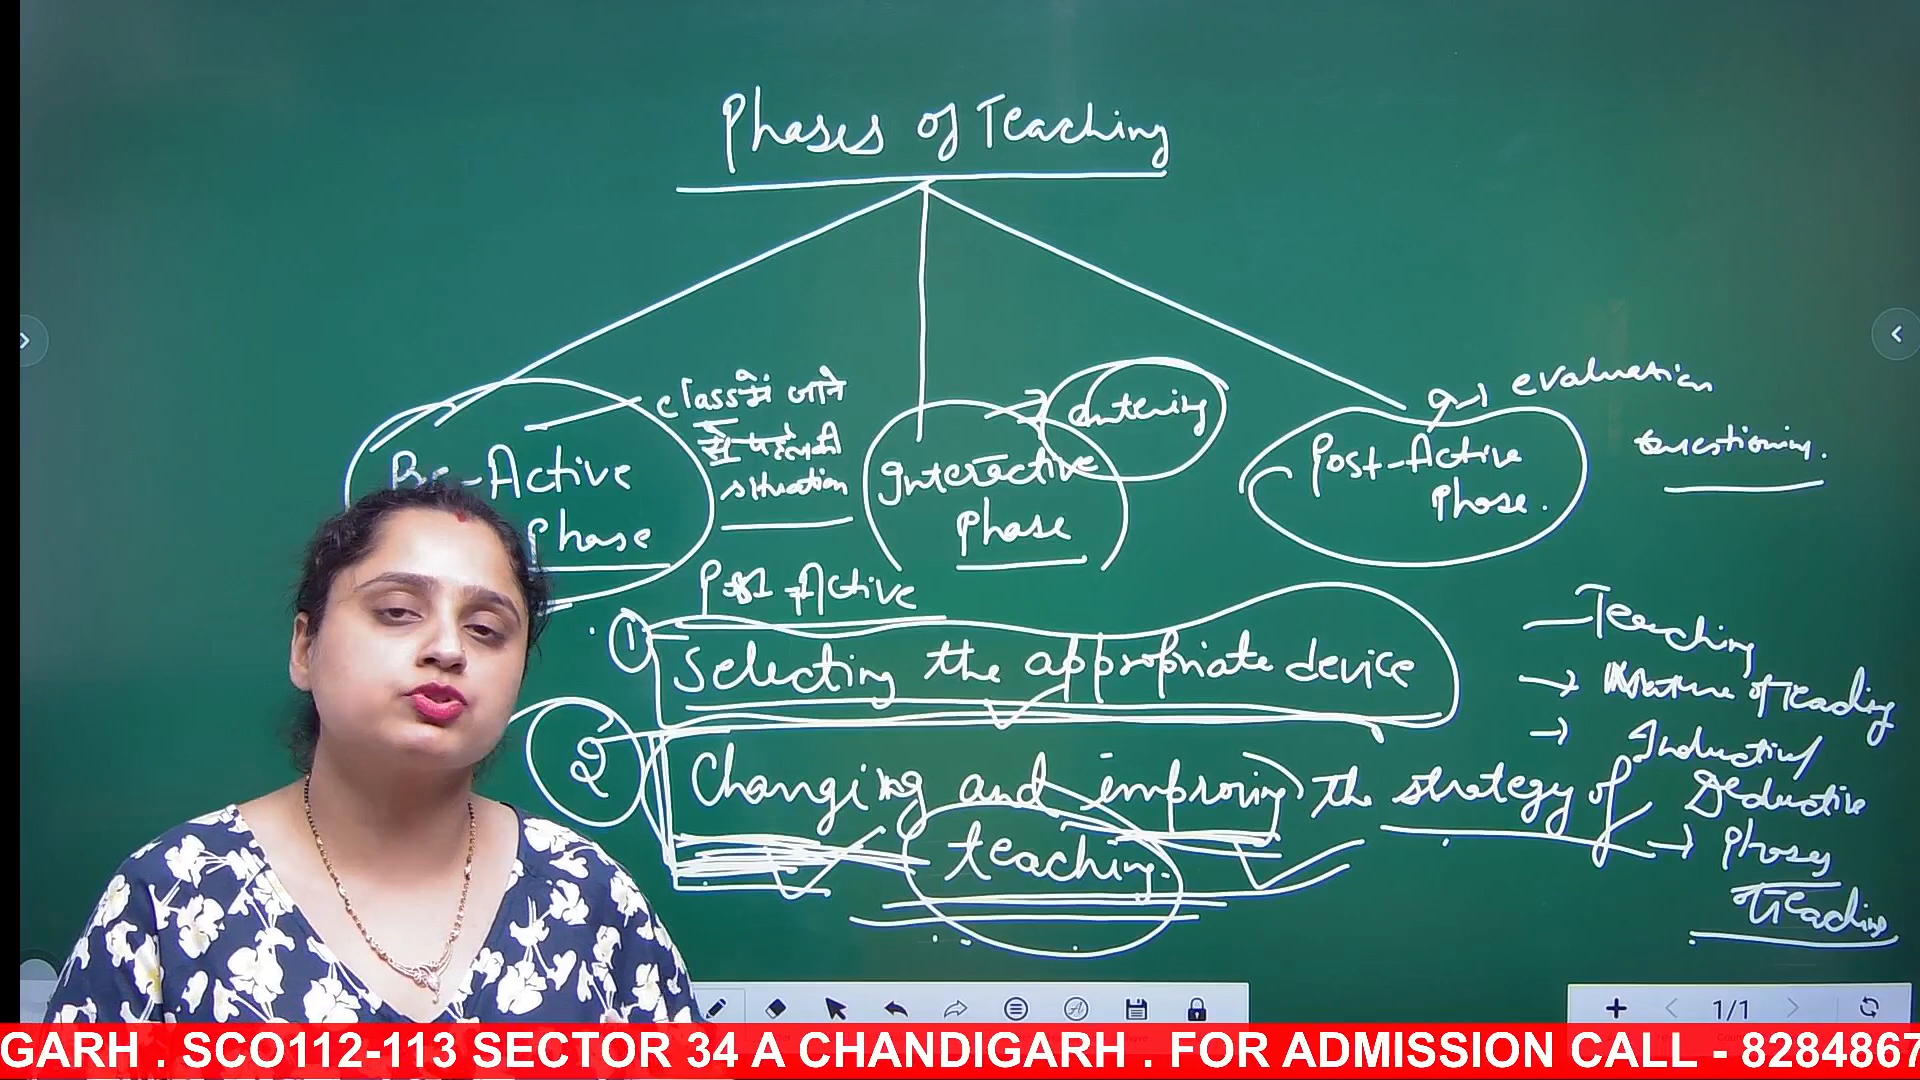 Phases of Teaching
Pre-Active
Phase
class में जाने
से पहले की
situation
Interactive
phase
entering
Post-Active
Phase.
→ evaluation
Questioning.
Post-Active
① Selecting the appropriate device
② Changing and improving the strategy of
teaching.
— Teaching
→ Nature of Teaching
→ Inductive/
Deductive
→ Phases
Teaching
1/1
GARH . SCO112-113 SECTOR 34 A CHANDIGARH . FOR ADMISSION CALL - 8284867